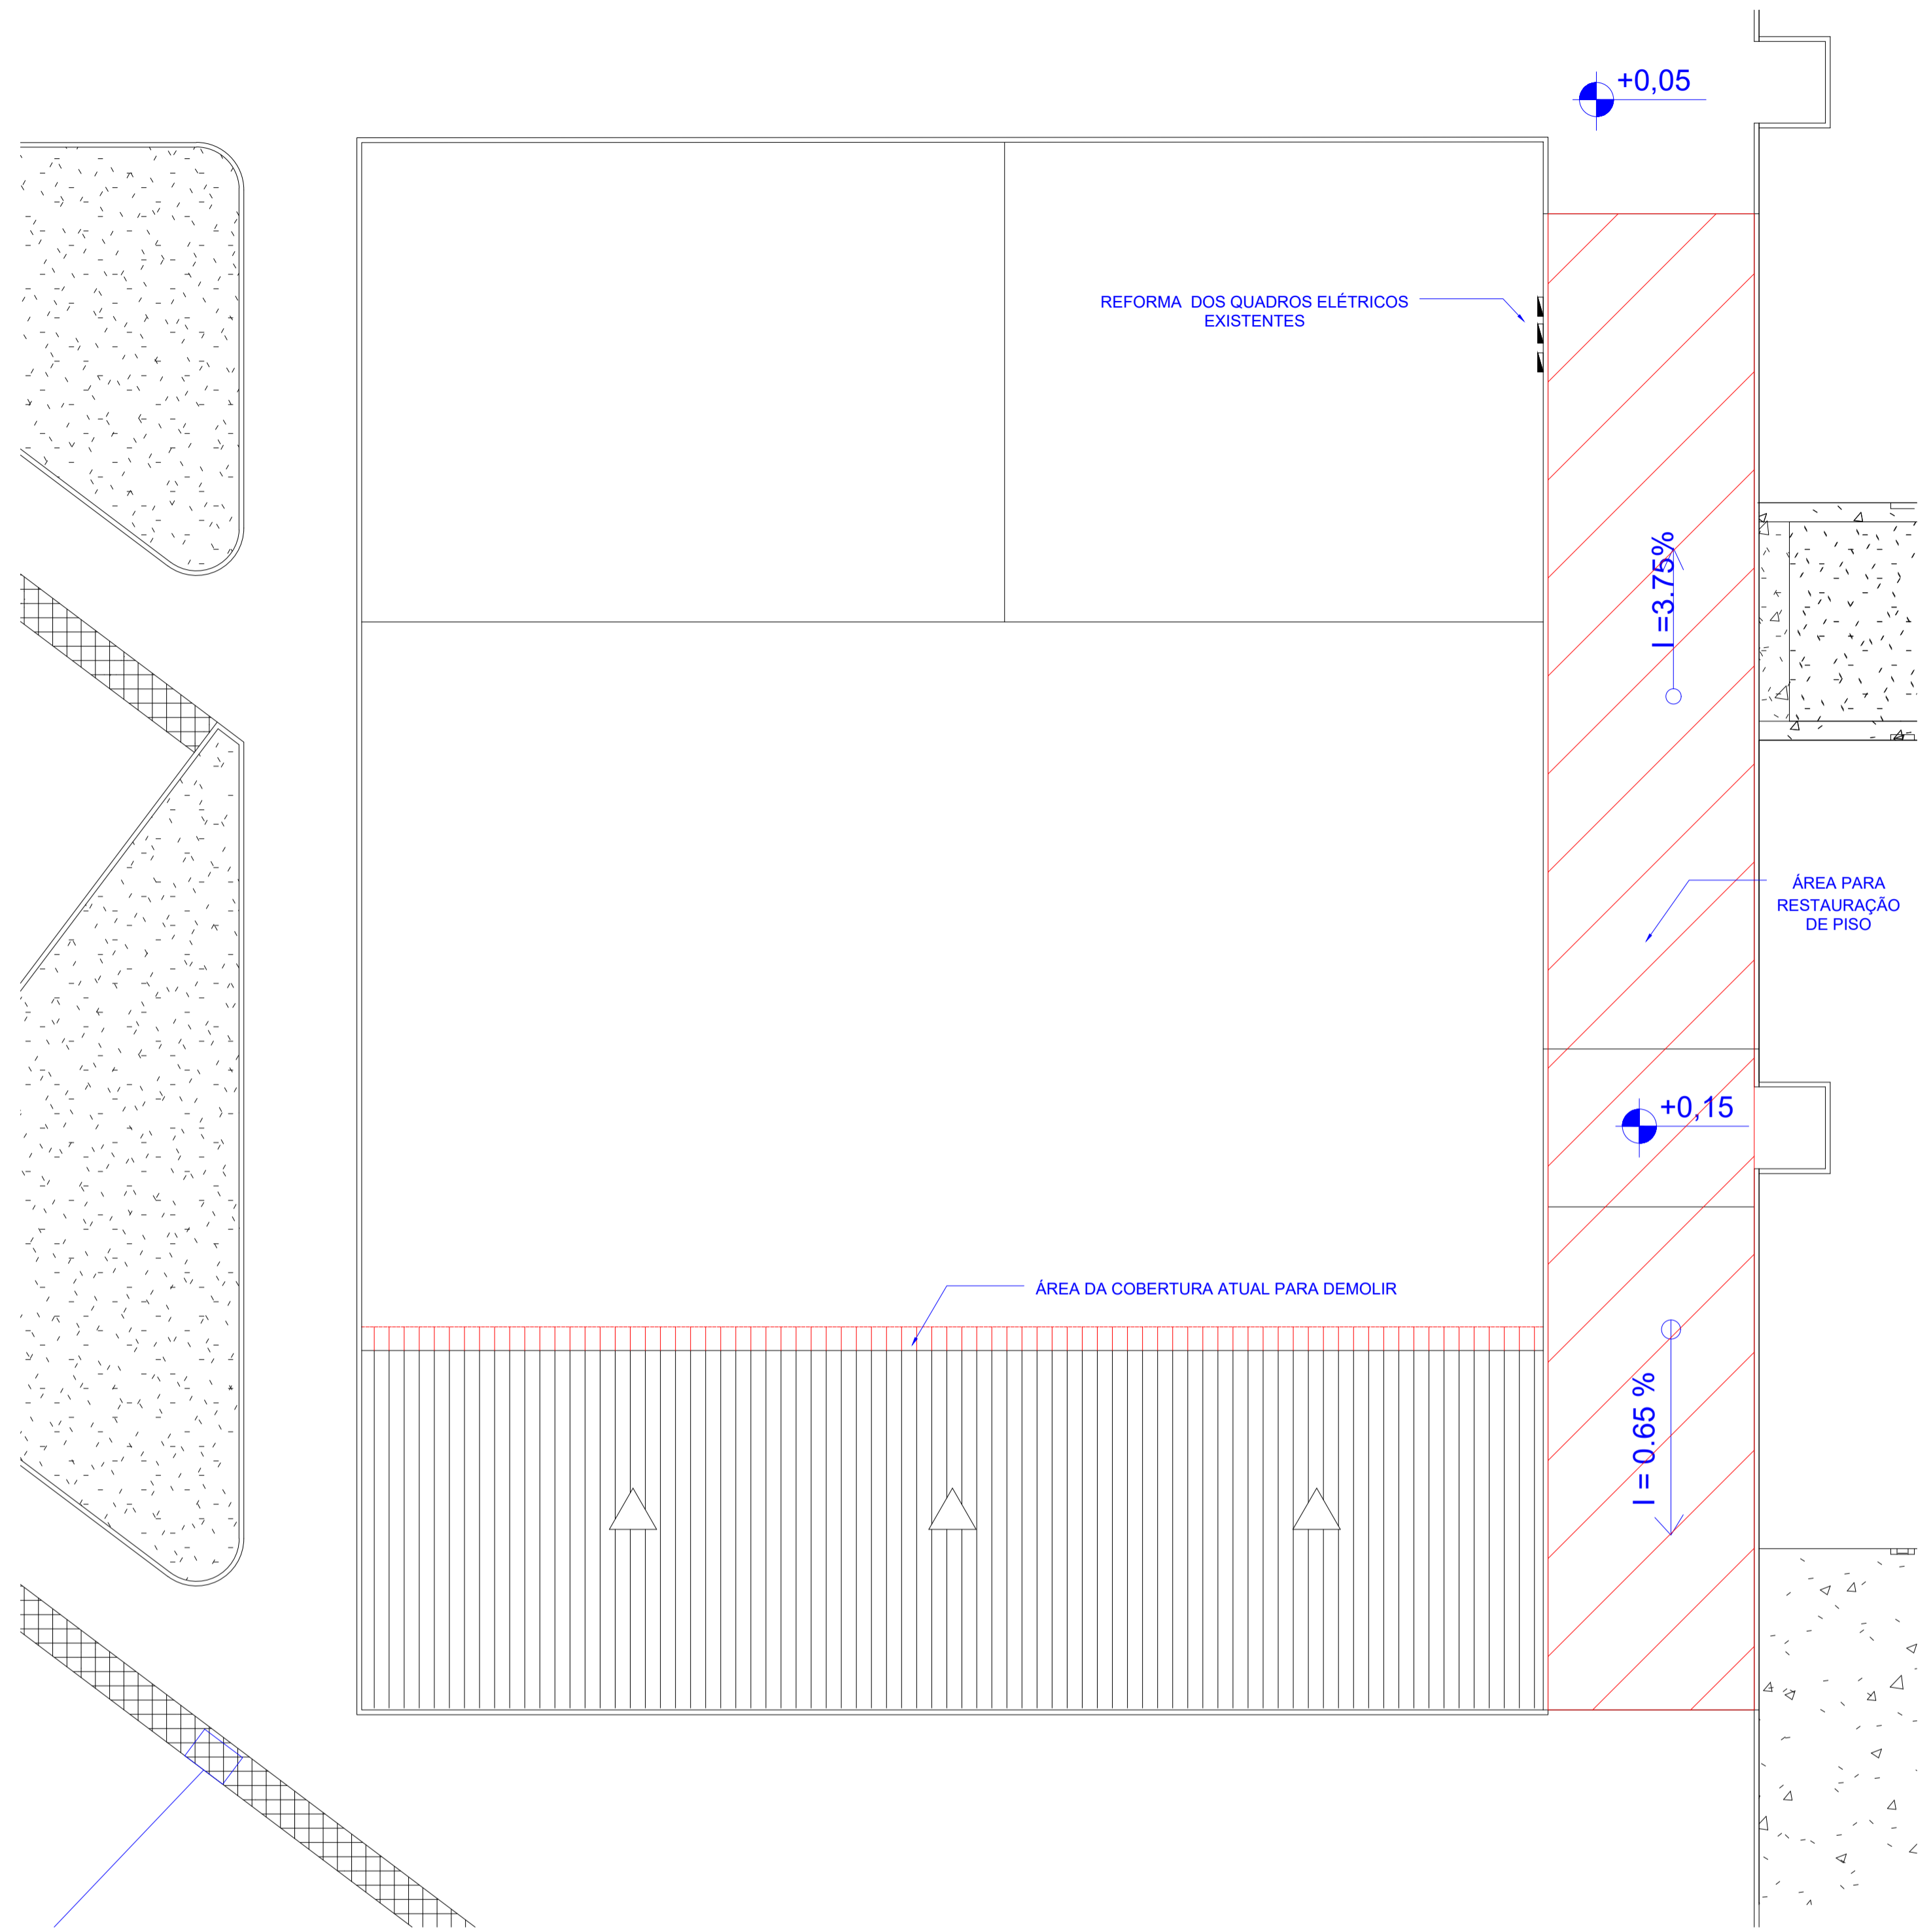 +0,05
REFORMA  DOS QUADROS ELÉTRICOS
EXISTENTES
I =3.75%
ÁREA PARA
RESTAURAÇÃO
DE PISO
+0,15
ÁREA DA COBERTURA ATUAL PARA DEMOLIR
I = 0.65 %